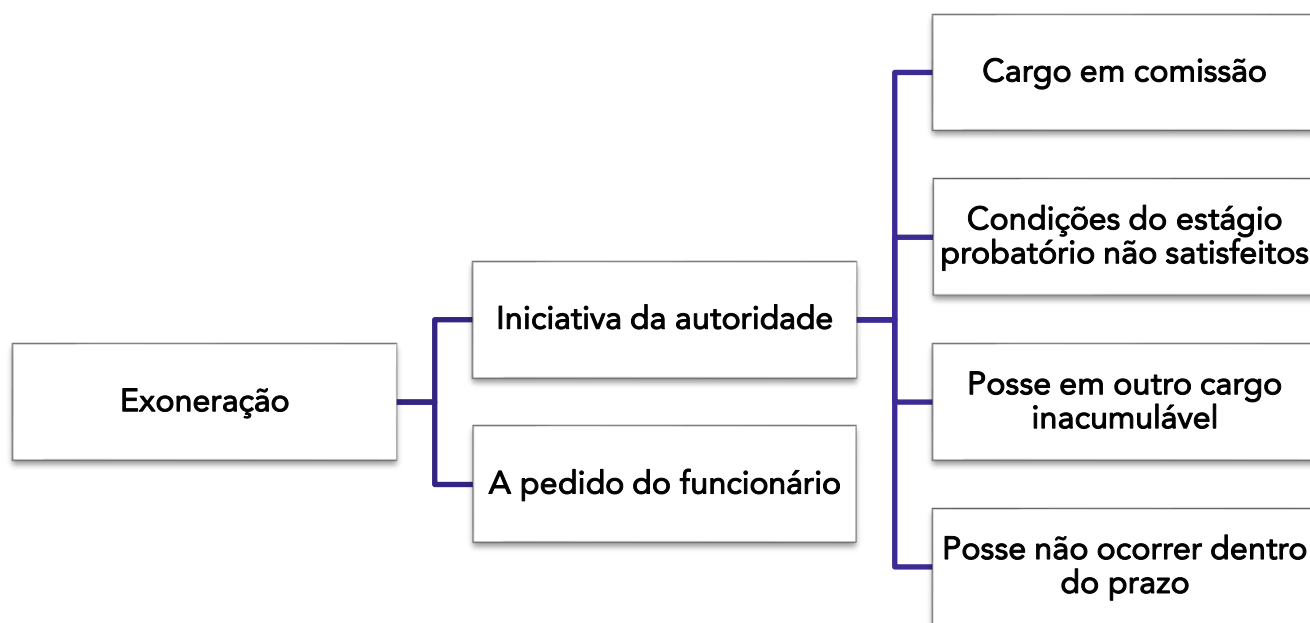 Exoneração
Iniciativa da autoridade
A pedido do funcionário
Cargo em comissão
Condições do estágio
probatório não satisfeitos
Posse em outro cargo
inacumulável
Posse não ocorrer dentro
do prazo